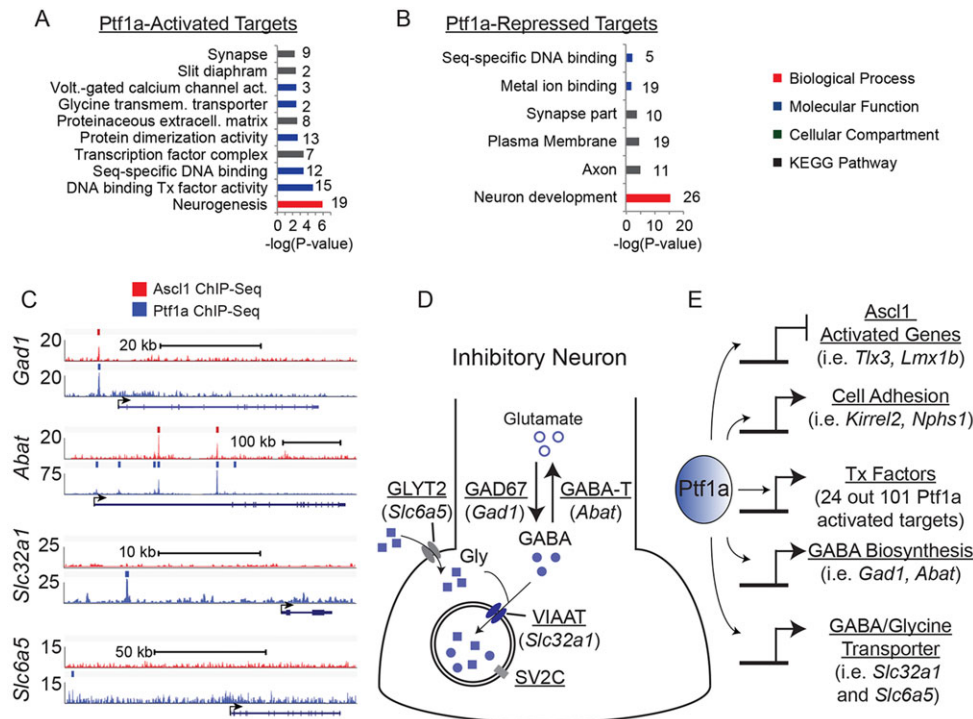 A
Ptf1a-Activated Targets
Synapse 9
Slit diaphram 2
Volt.-gated calcium channel act. 3
Glycine transmem. transporter 2
Proteinaceous extracell. matrix 8
Protein dimerization activity 13
Transcription factor complex 7
Seq-specific DNA binding 12
DNA binding Tx factor activity 15
Neurogenesis 19
0 2 4 6
-log(P-value)
B
Ptf1a-Repressed Targets
Seq-specific DNA binding 5
Metal ion binding 19
Synapse part 10
Plasma Membrane 19
Axon 11
Neuron development 26
0 5 10 15 20
-log(P-value)
Biological Process
Molecular Function
Cellular Compartment
KEGG Pathway
C
Ascl1 ChIP-Seq
Ptf1a ChIP-Seq
Gad1
20
20 kb
20
Abat
20
100 kb
75
Slc32a1
25
10 kb
25
Slc6a5
15
50 kb
15
D
Inhibitory Neuron
Glutamate
GLYT2
(Slc6a5)
GAD67
(Gad1)
GABA-T
(Abat)
GABA
Gly
VIAAT
(Slc32a1)
SV2C
E
Ptf1a
Ascl1
Activated Genes
(i.e. Tlx3, Lmx1b)
Cell Adhesion
(i.e. Kirrel2, Nphs1)
Tx Factors
(24 out 101 Ptf1a
activated targets)
GABA Biosynthesis
(i.e. Gad1, Abat)
GABA/Glycine
Transporter
(i.e. Slc32a1
and Slc6a5)